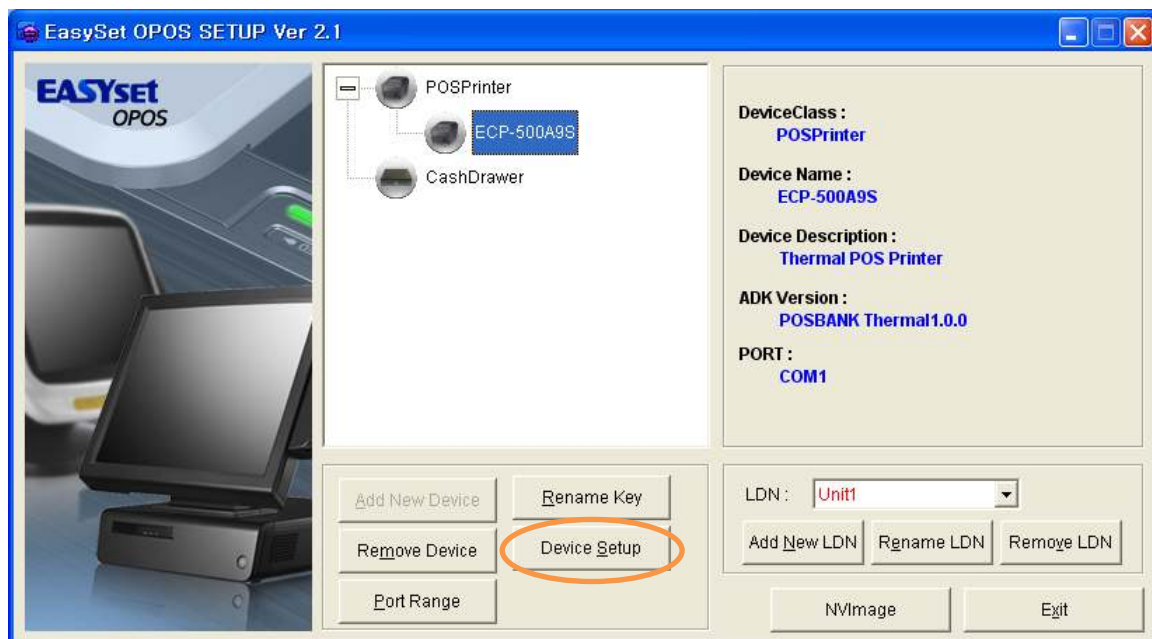 EasySet OPOS SETUP Ver 2.1
EASYset
OPOS
POSPrinter
ECP-500A9S
CashDrawer
DeviceClass :
POSPrinter
Device Name :
ECP-500A9S
Device Description :
Thermal POS Printer
ADK Version :
POSBANK Thermal1.0.0
PORT :
COM1
Add New Device
Rename Key
Remove Device
Device Setup
Port Range
LDN :
Unit1
Add New LDN
Rename LDN
Remove LDN
NVImage
Exit